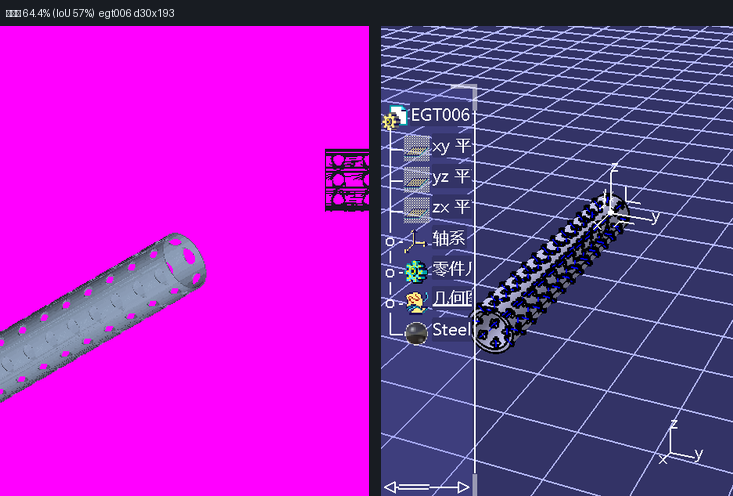 64.4% (IoU 57%) egt006 d30x193
EGT006
xy 平
yz 平
zx 平
轴系
零件
几何
Steel
z
y
x
z
y
x